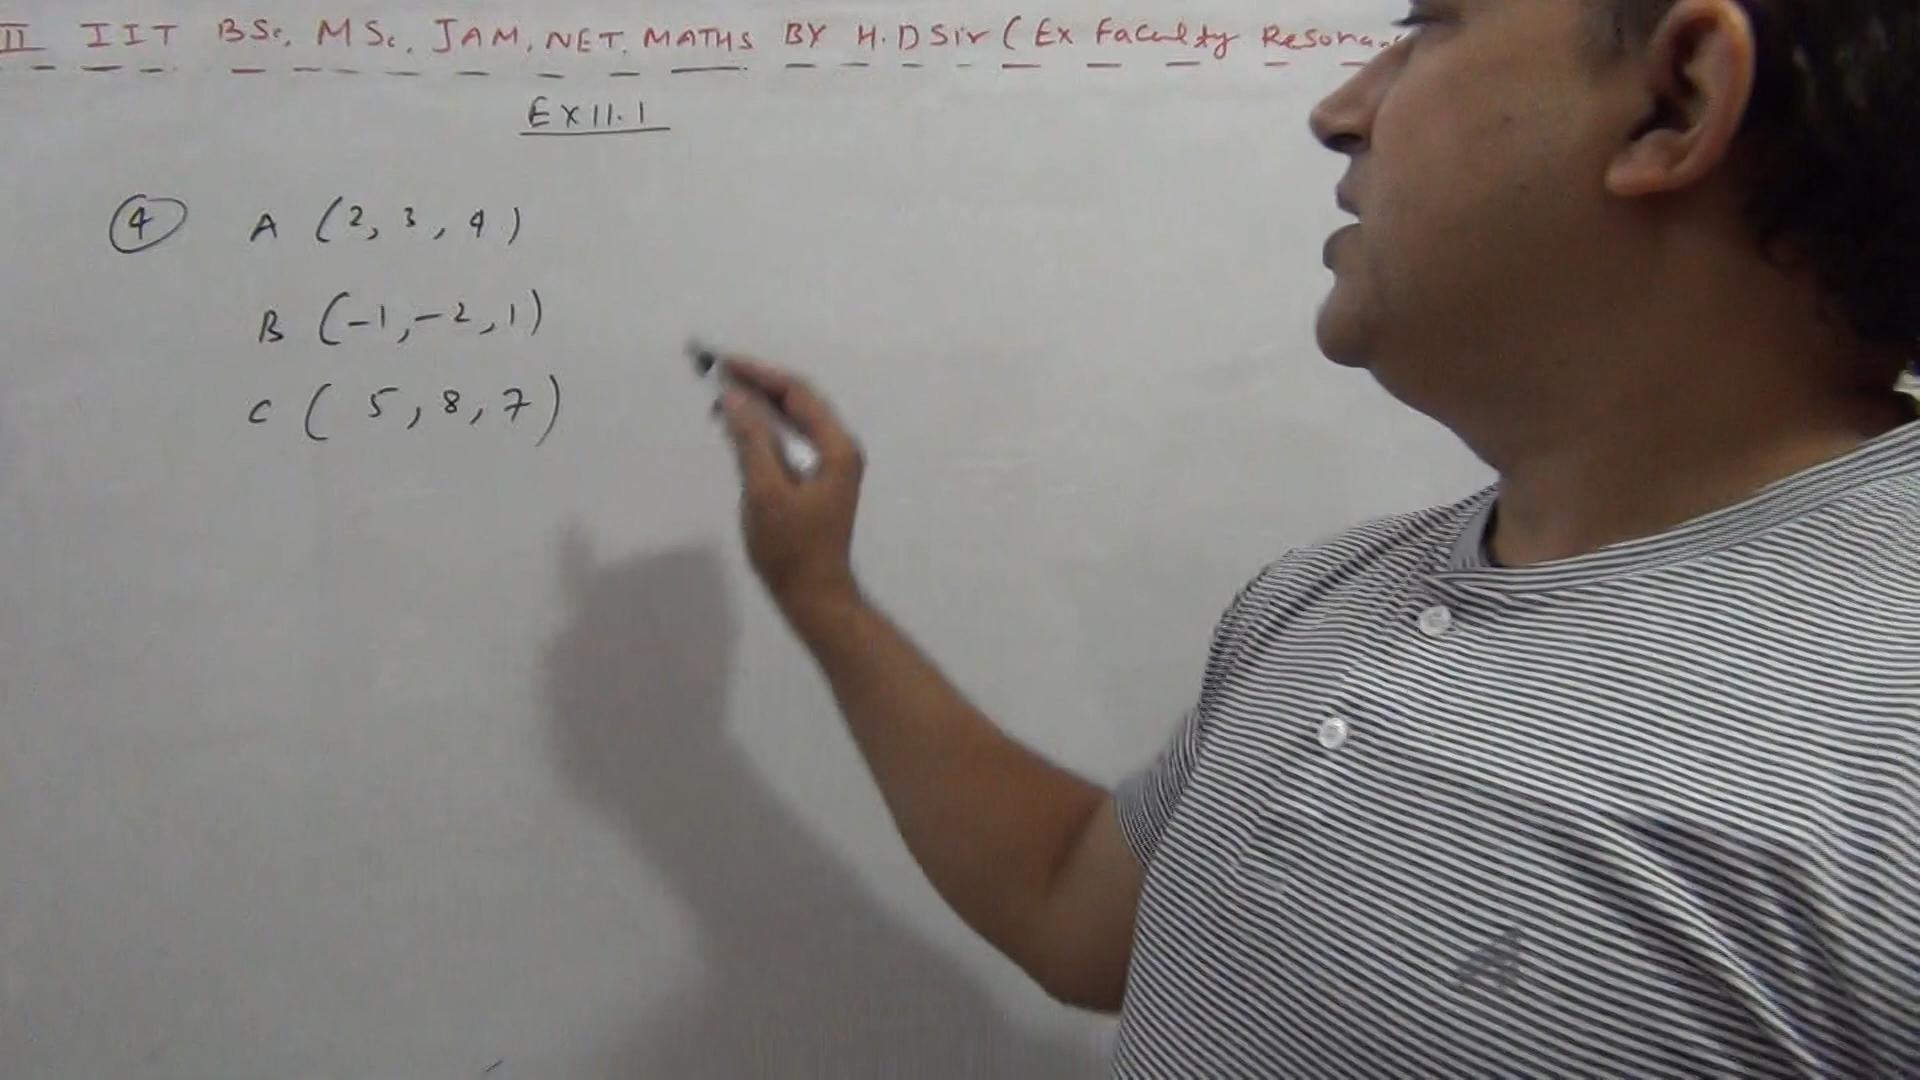 II IIT BSc, MSc, JAM, NET, MATHS BY H.D Sir ( Ex Faculty
EX 11.1
4 A (2, 3, 4)
B (-1, -2, 1)
C ( 5, 8, 7)